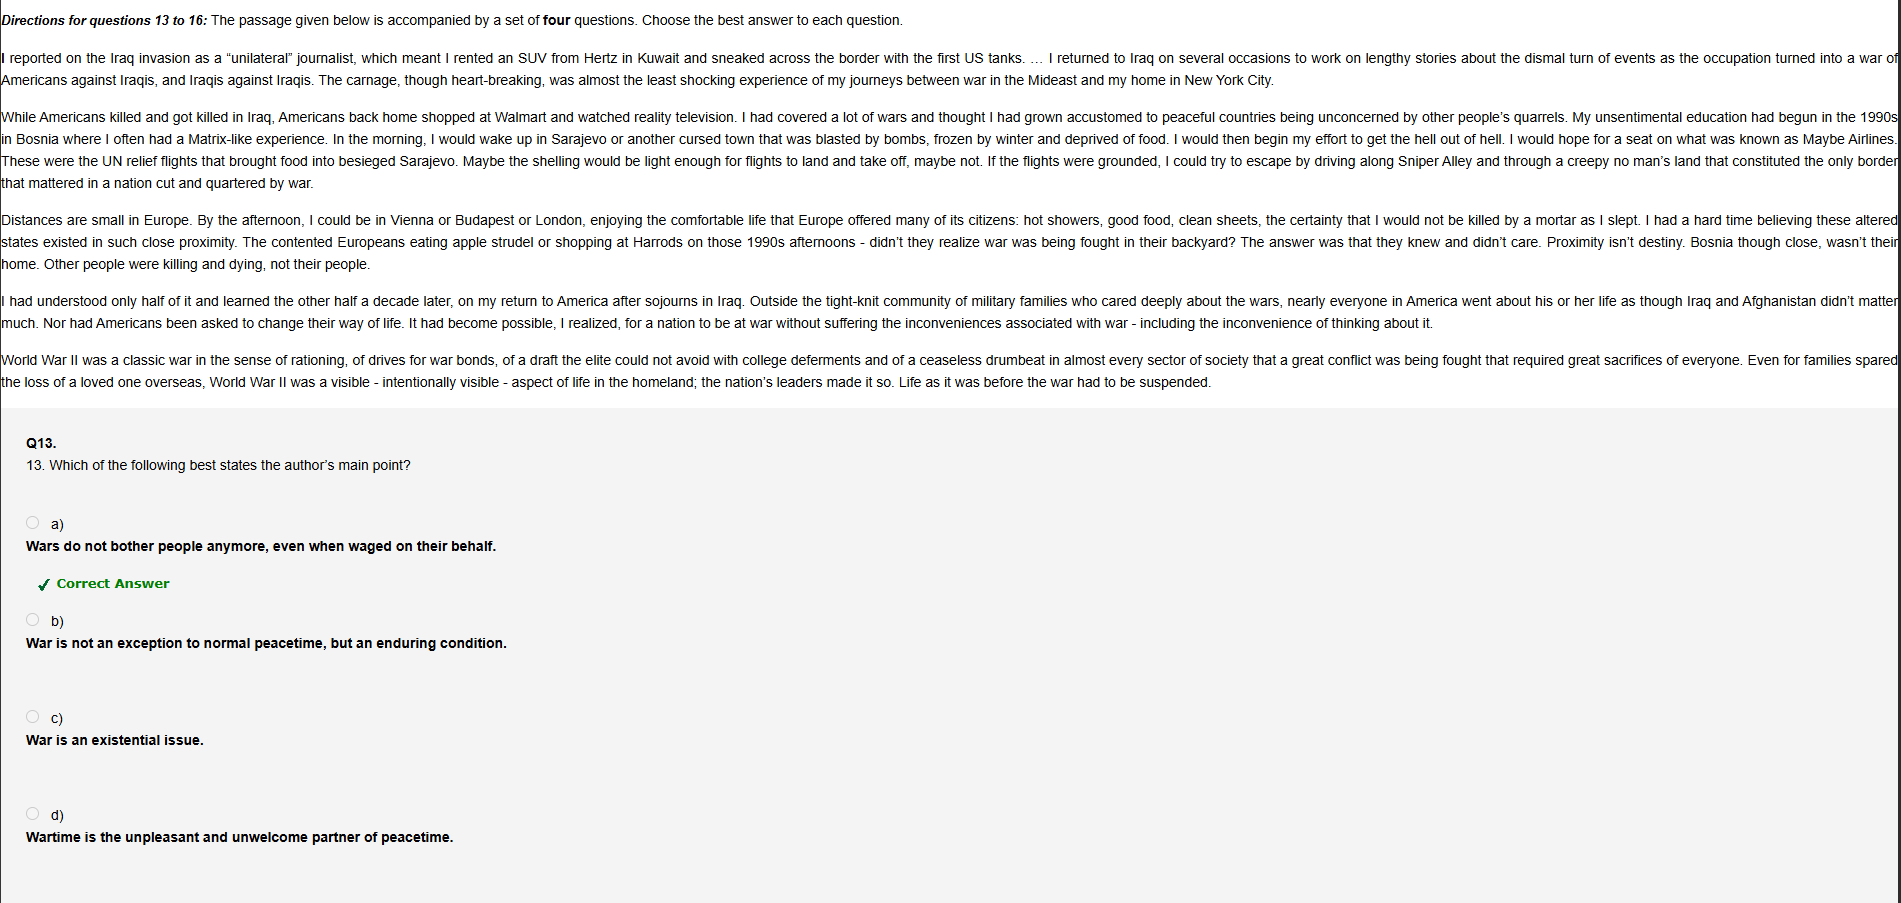 Directions for questions 13 to 16: The passage given below is accompanied by a set of four questions. Choose the best answer to each question.
I reported on the Iraq invasion as a “unilateral” journalist, which meant I rented an SUV from Hertz in Kuwait and sneaked across the border with the first US tanks. … I returned to Iraq on several occasions to work on lengthy stories about the dismal turn of events as the occupation turned into a war of
Americans against Iraqis, and Iraqis against Iraqis. The carnage, though heart-breaking, was almost the least shocking experience of my journeys between war in the Mideast and my home in New York City.
While Americans killed and got killed in Iraq, Americans back home shopped at Walmart and watched reality television. I had covered a lot of wars and thought I had grown accustomed to peaceful countries being unconcerned by other people’s quarrels. My unsentimental education had begun in the 1990s
in Bosnia where I often had a Matrix-like experience. In the morning, I would wake up in Sarajevo or another cursed town that was blasted by bombs, frozen by winter and deprived of food. I would then begin my effort to get the hell out of hell. I would hope for a seat on what was known as Maybe Airlines.
These were the UN relief flights that brought food into besieged Sarajevo. Maybe the shelling would be light enough for flights to land and take off, maybe not. If the flights were grounded, I could try to escape by driving along Sniper Alley and through a creepy no man’s land that constituted the only border
that mattered in a nation cut and quartered by war.
Distances are small in Europe. By the afternoon, I could be in Vienna or Budapest or London, enjoying the comfortable life that Europe offered many of its citizens: hot showers, good food, clean sheets, the certainty that I would not be killed by a mortar as I slept. I had a hard time believing these altered
states existed in such close proximity. The contented Europeans eating apple strudel or shopping at Harrods on those 1990s afternoons - didn’t they realize war was being fought in their backyard? The answer was that they knew and didn’t care. Proximity isn’t destiny. Bosnia though close, wasn’t their
home. Other people were killing and dying, not their people.
I had understood only half of it and learned the other half a decade later, on my return to America after sojourns in Iraq. Outside the tight-knit community of military families who cared deeply about the wars, nearly everyone in America went about his or her life as though Iraq and Afghanistan didn’t matter
much. Nor had Americans been asked to change their way of life. It had become possible, I realized, for a nation to be at war without suffering the inconveniences associated with war - including the inconvenience of thinking about it.
World War II was a classic war in the sense of rationing, of drives for war bonds, of a draft the elite could not avoid with college deferments and of a ceaseless drumbeat in almost every sector of society that a great conflict was being fought that required great sacrifices of everyone. Even for families spared
the loss of a loved one overseas, World War II was a visible - intentionally visible - aspect of life in the homeland; the nation’s leaders made it so. Life as it was before the war had to be suspended.
Q13.
13. Which of the following best states the author’s main point?
a)
Wars do not bother people anymore, even when waged on their behalf.
✓ Correct Answer
b)
War is not an exception to normal peacetime, but an enduring condition.
c)
War is an existential issue.
d)
Wartime is the unpleasant and unwelcome partner of peacetime.